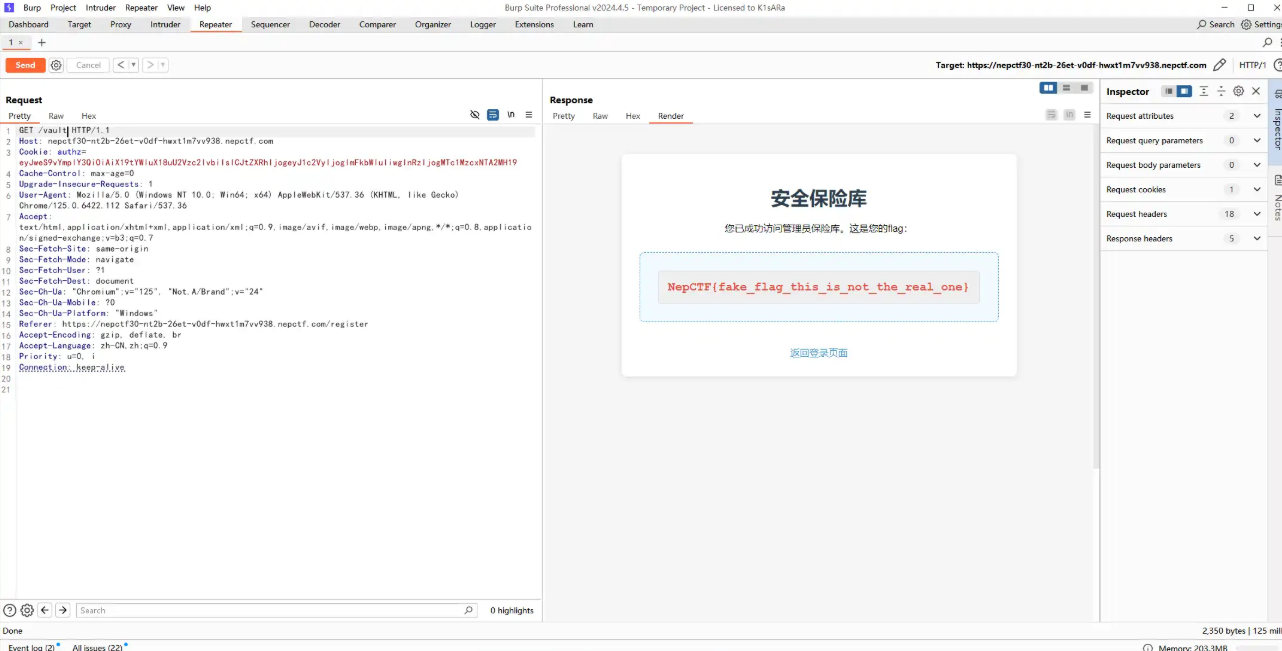 Burp Project Intruder Repeater View Help
Burp Suite Professional v2024.4.5 - Temporary Project - Licensed to K1sARa
Dashboard Target Proxy Intruder Repeater Sequencer Decoder Comparer Organizer Logger Extensions Learn
Search Setting
1 × +
Send Cancel < >
Target: https://nepctf30-nt2b-26et-v0df-hwxt1m7vv938.nepctf.com HTTP/1
Request
Pretty Raw Hex
1 GET /vault HTTP/1.1
2 Host: nepctf30-nt2b-26et-v0df-hwxt1m7vv938.nepctf.com
3 Cookie: authz=
4 Cache-Control: max-age=0
5 Upgrade-Insecure-Requests: 1
6 User-Agent: Mozilla/5.0 (Windows NT 10.0; Win64; x64) AppleWebKit/537.36 (KHTML, like Gecko)
Chrome/125.0.6422.112 Safari/537.36
7 Accept:
text/html,application/xhtml+xml,application/xml;q=0.9,image/avif,image/webp,image/apng,*/*;q=0.8,applicatio
n/signed-exchange;v=b3;q=0.7
8 Sec-Fetch-Site: same-origin
9 Sec-Fetch-Mode: navigate
10 Sec-Fetch-User: ?1
11 Sec-Fetch-Dest: document
12 Sec-Ch-Ua: "Chromium";v="125", "Not.A/Brand";v="24"
13 Sec-Ch-Ua-Mobile: ?0
14 Sec-Ch-Ua-Platform: "Windows"
15 Referer: https://nepctf30-nt2b-26et-v0df-hwxt1m7vv938.nepctf.com/register
16 Accept-Encoding: gzip, deflate, br
17 Accept-Language: zh-CN,zh;q=0.9
18 Priority: u=0, i
19 Connection: keep-alive
20
21
Search
0 highlights
Response
Pretty Raw Hex Render
安全保险库
您已成功访问管理员保险库。这是您的flag:
NepCTF{fake_flag_this_is_not_the_real_one}
返回登录页面
Inspector
Request attributes 2
Request query parameters 0
Request body parameters 0
Request cookies 1
Request headers 18
Response headers 5
Inspector
Notes
Done
2,350 bytes | 125 mill
Event log (2) All issues (22)
Memory: 203.3MB